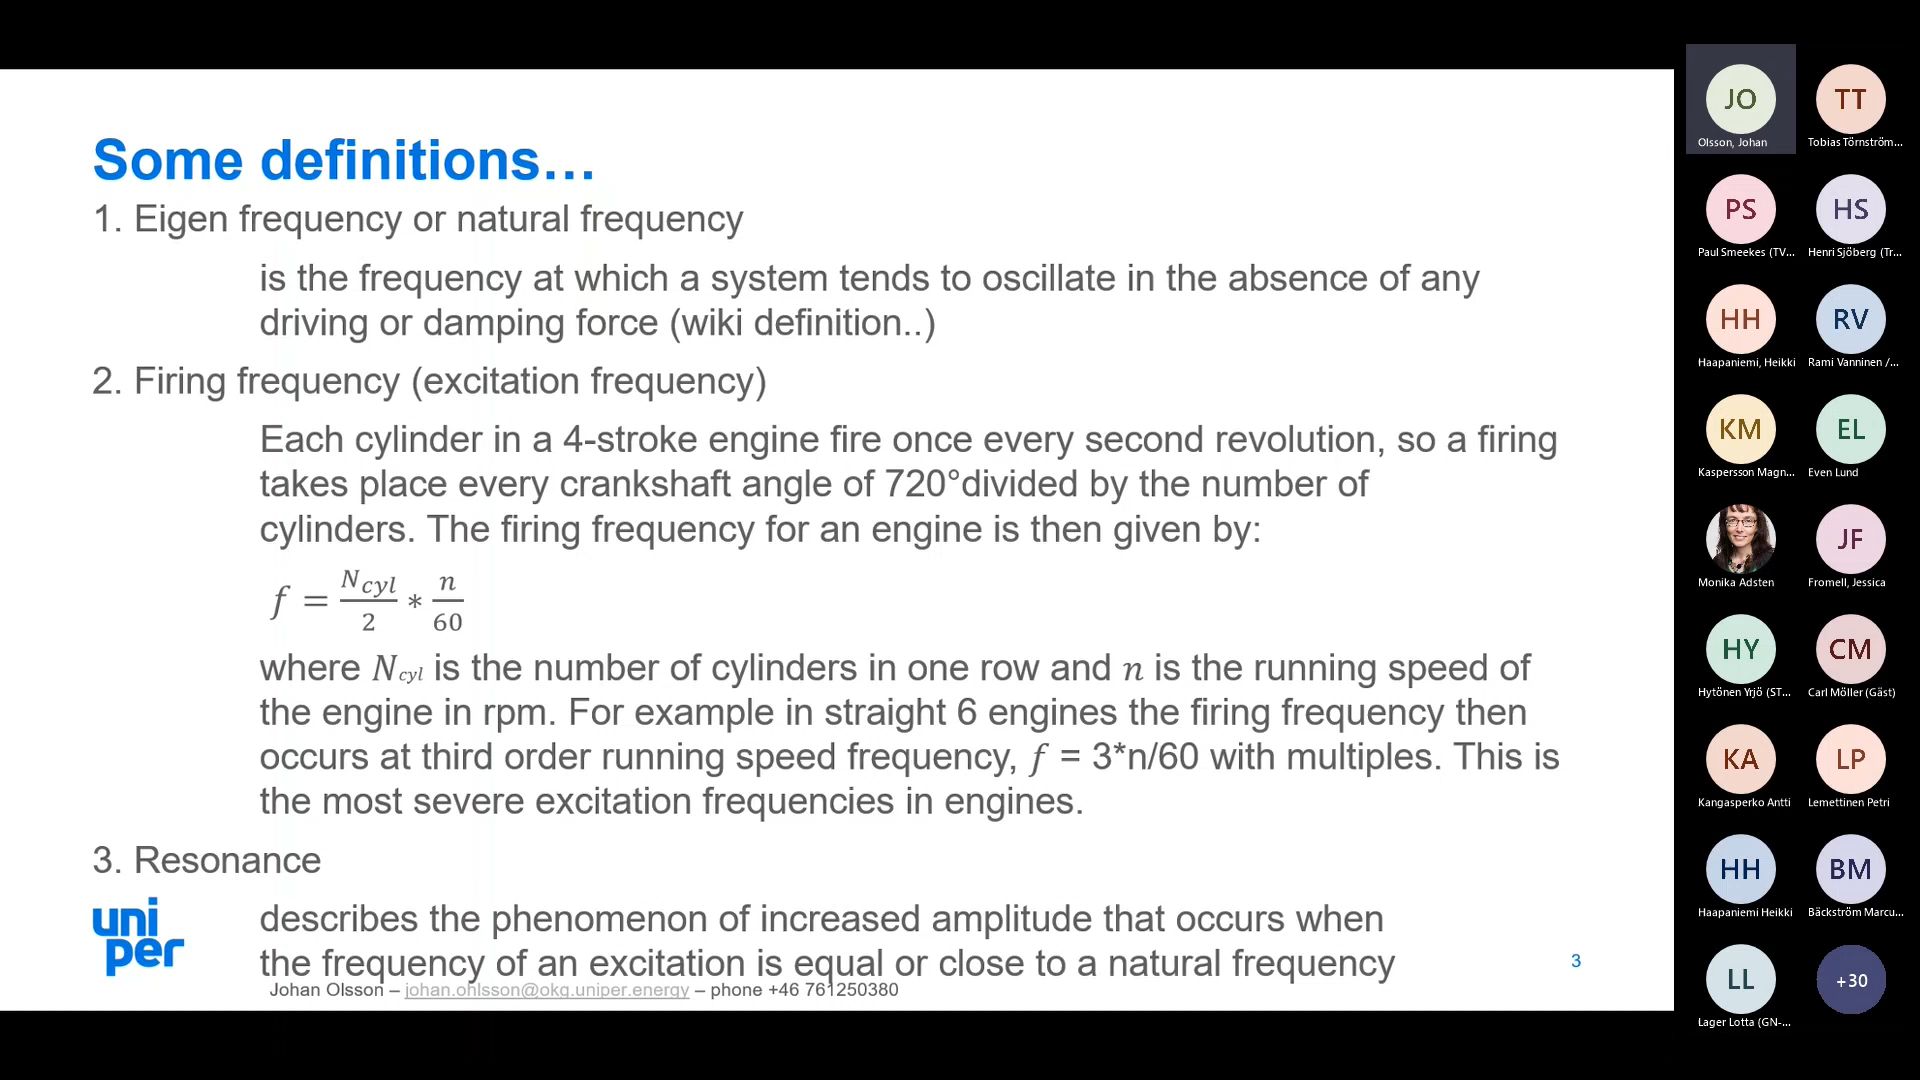 Some definitions…
1. Eigen frequency or natural frequency
is the frequency at which a system tends to oscillate in the absence of any
driving or damping force (wiki definition..)
2. Firing frequency (excitation frequency)
Each cylinder in a 4-stroke engine fire once every second revolution, so a firing
takes place every crankshaft angle of 720°divided by the number of
cylinders. The firing frequency for an engine is then given by:
f = N_cyl/2 * n/60
where N_cyl is the number of cylinders in one row and n is the running speed of
the engine in rpm. For example in straight 6 engines the firing frequency then
occurs at third order running speed frequency, f = 3*n/60 with multiples. This is
the most severe excitation frequencies in engines.
3. Resonance
describes the phenomenon of increased amplitude that occurs when
the frequency of an excitation is equal or close to a natural frequency
uni
per
Johan Olsson – johan.ohlsson@okg.uniper.energy – phone +46 761250380
3
JO
Olsson, Johan
TT
Tobias Törnström...
PS
Paul Smeekes (TV...
HS
Henri Sjöberg (Tr...
HH
Haapaniemi, Heikki
RV
Rami Vanninen /...
KM
Kaspersson Magn...
EL
Even Lund
Monika Adsten
JF
Fromell, Jessica
HY
Hytönen Yrjö (ST...
CM
Carl Möller (Gäst)
KA
Kangasperko Antti
LP
Lemettinen Petri
HH
Haapaniemi Heikki
BM
Bäckström Marcu...
LL
Lager Lotta (GN-...
+30